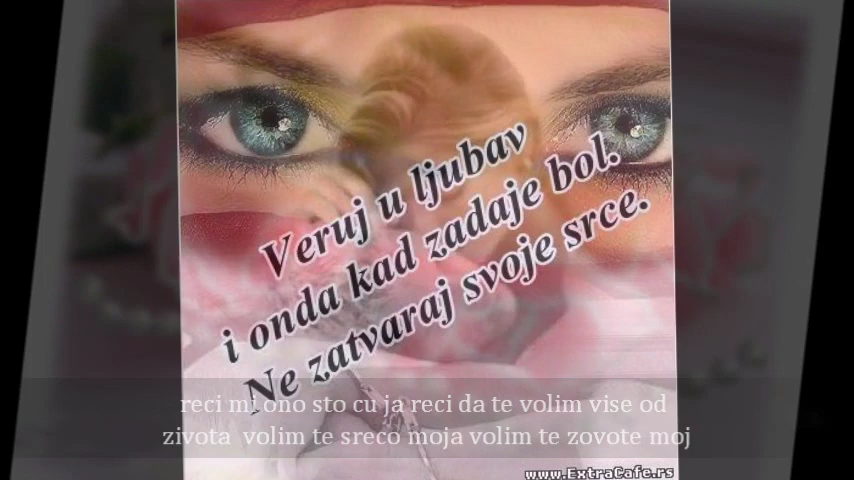 Veruj u ljubav
i onda kad zadaje bol.
Ne zatvaraj svoje srce.
reci mi ono sto cu ja reci da te volim vise od
zivota volim te sreco moja volim te zovote moj
www.ExtraCafe.rs